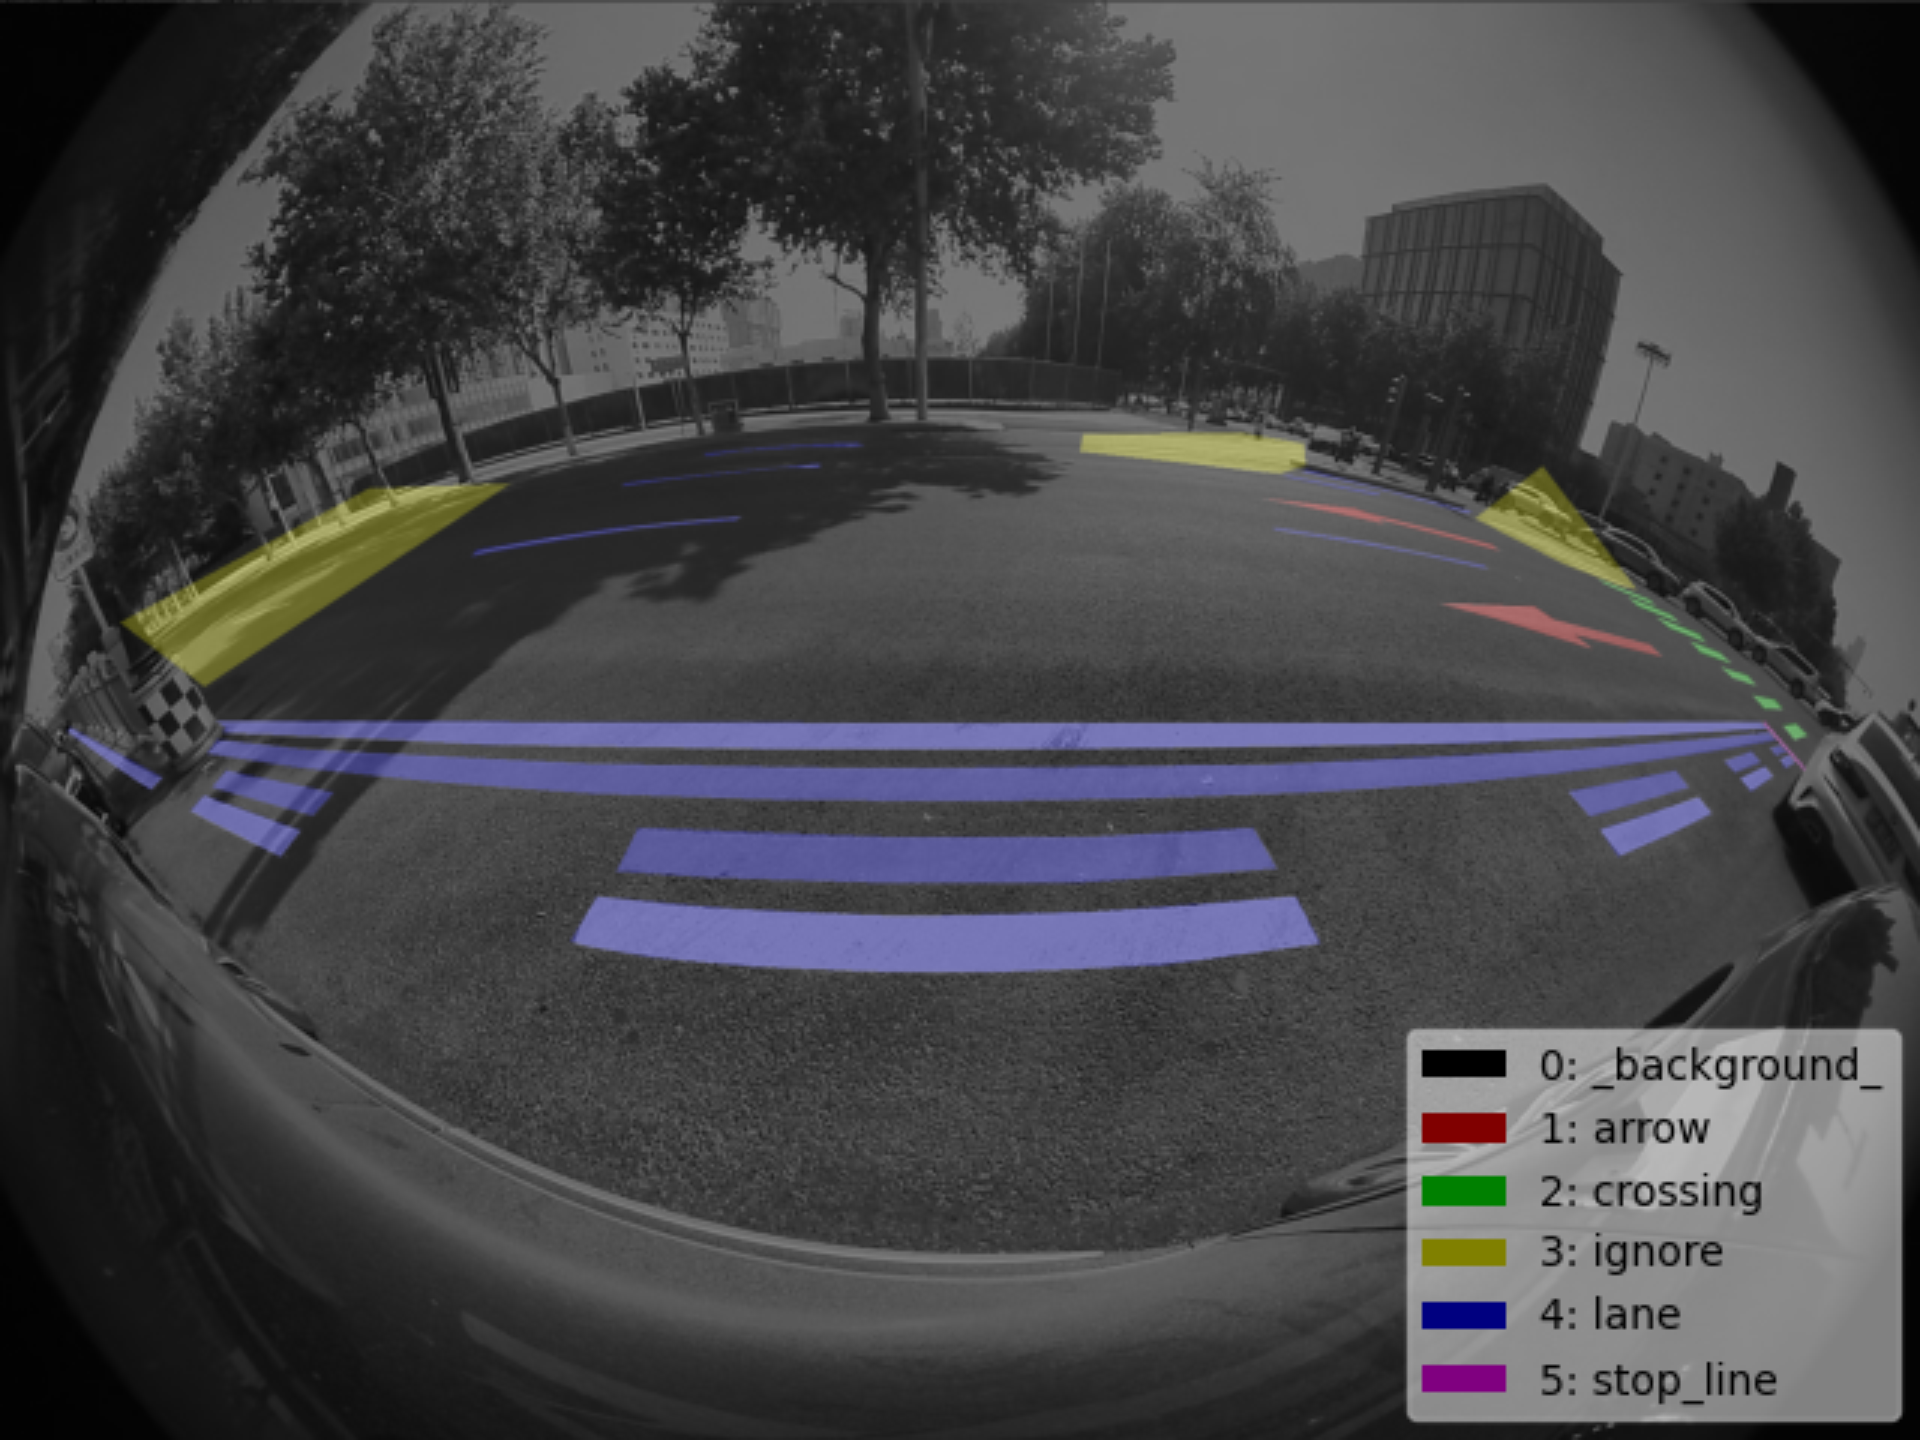 0: _background_
1: arrow
2: crossing
3: ignore
4: lane
5: stop_line